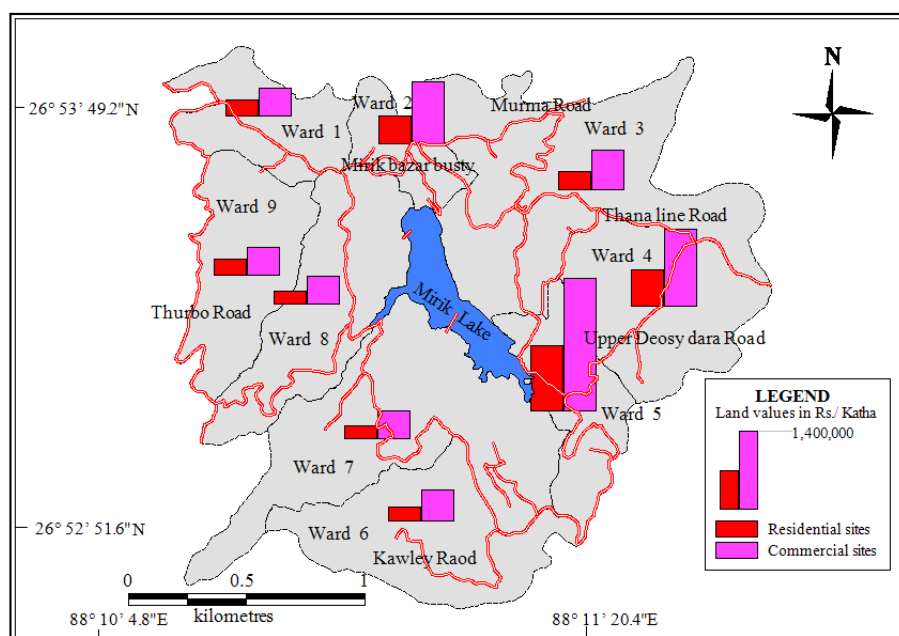 N
26° 53' 49.2"N
Ward 1
Ward 2
Murma Road
Ward 3
Mirik bazar busty
Ward 9
Thana line Road
Ward 4
Mirik Lake
Thurbo Road
Ward 8
Upper Deosy dara Road
Ward 5
Ward 7
LEGEND
Land values in Rs./ Katha
1,400,000
Residential sites
Commercial sites
26° 52' 51.6"N
Ward 6
Kawley Raod
0 0.5 1
kilometres
88° 10' 4.8"E
88° 11' 20.4"E